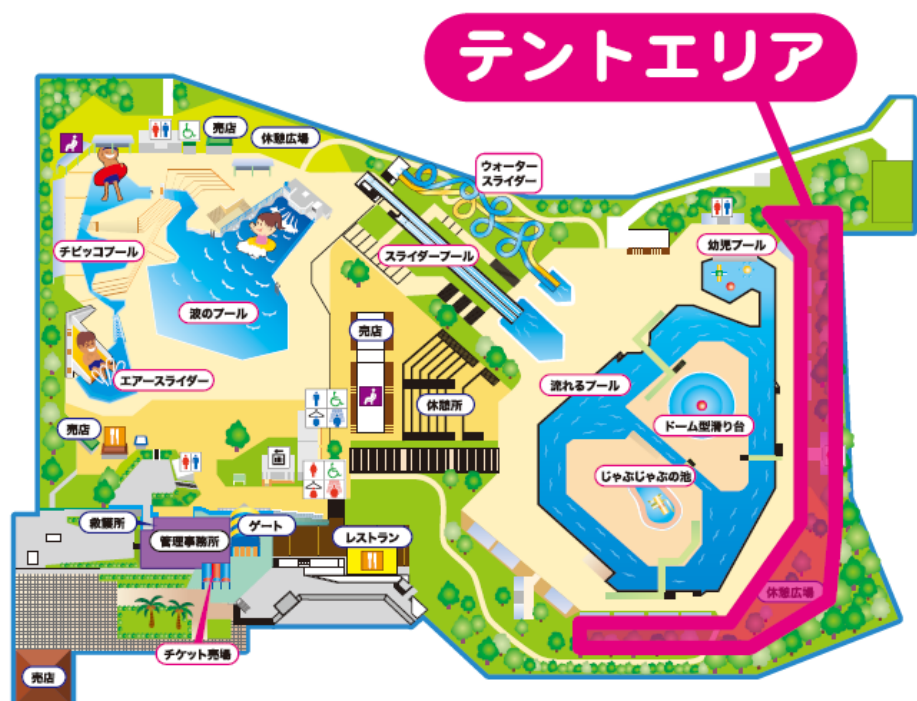 テントエリア
売店
休憩広場
ウォーター
スライダー
幼児プール
チビッコプール
スライダープール
波のプール
売店
エアースライダー
流れるプール
休憩所
ドーム型滑り台
売店
じゃぶじゃぶの池
救護所
ゲート
管理事務所
レストラン
休憩広場
チケット売場
売店